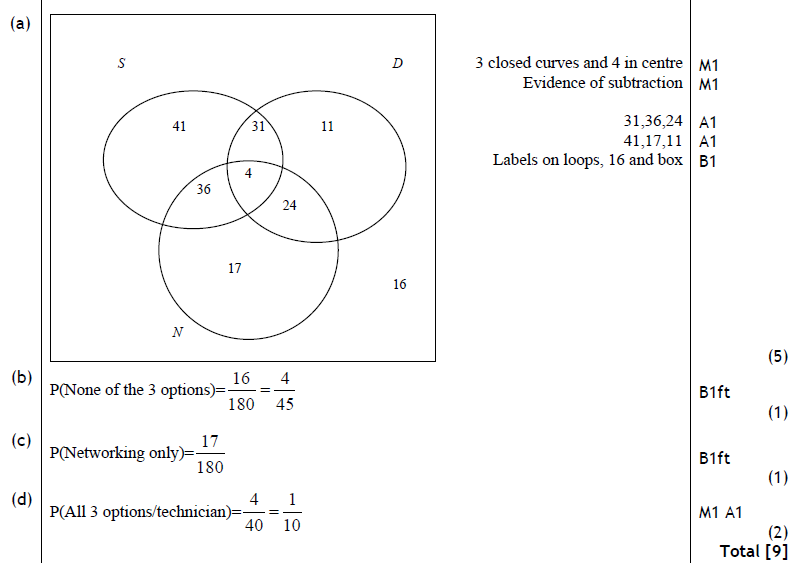 (a)
S D
41 31 11
4
36
24
17
16
N
3 closed curves and 4 in centre M1
Evidence of subtraction M1
31,36,24 A1
41,17,11 A1
Labels on loops, 16 and box B1
(5)
(b) P(None of the 3 options)= 16/180 = 4/45 B1ft
(1)
(c) P(Networking only)= 17/180 B1ft
(1)
(d) P(All 3 options/technician)= 4/40 = 1/10 M1 A1
(2)
Total [9]